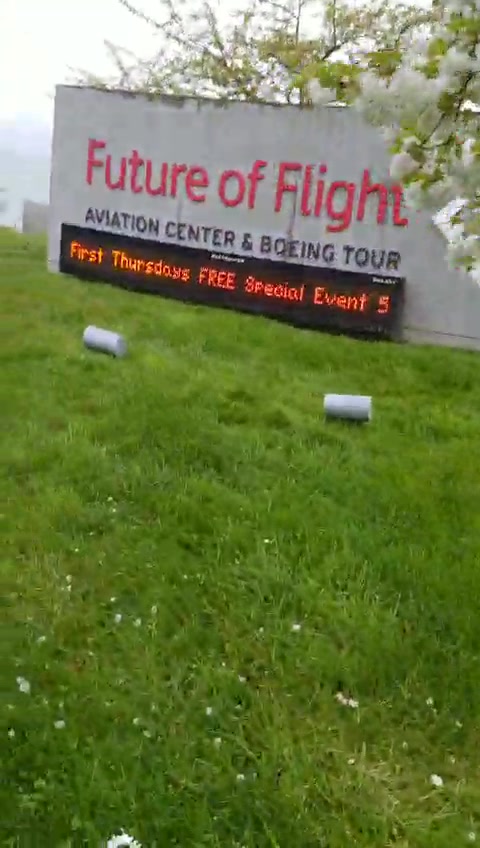 Future of Flight
AVIATION CENTER & BOEING TOUR
First Thursdays FREE Special Event 5